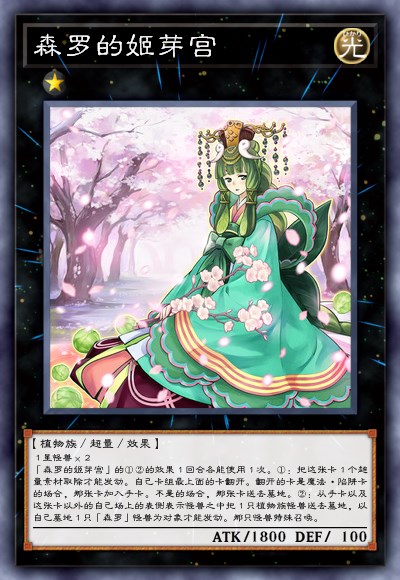 森罗的姬芽宫
ひかり
光
【植物族／超量／效果】
1星怪兽×2
「森罗的姬芽宫」的①②的效果1回合各能使用1次。①：把这张卡1个超
量素材取除才能发动。自己卡组最上面的卡翻开。翻开的卡是魔法·陷阱卡
的场合，那张卡加入手卡。不是的场合，那张卡送去墓地。②：从手卡以及
这张卡以外的自己场上的表侧表示怪兽之中把1只植物族怪兽送去墓地，以
自己墓地1只「森罗」怪兽为对象才能发动。那只怪兽特殊召唤。
ATK/1800 DEF/ 100